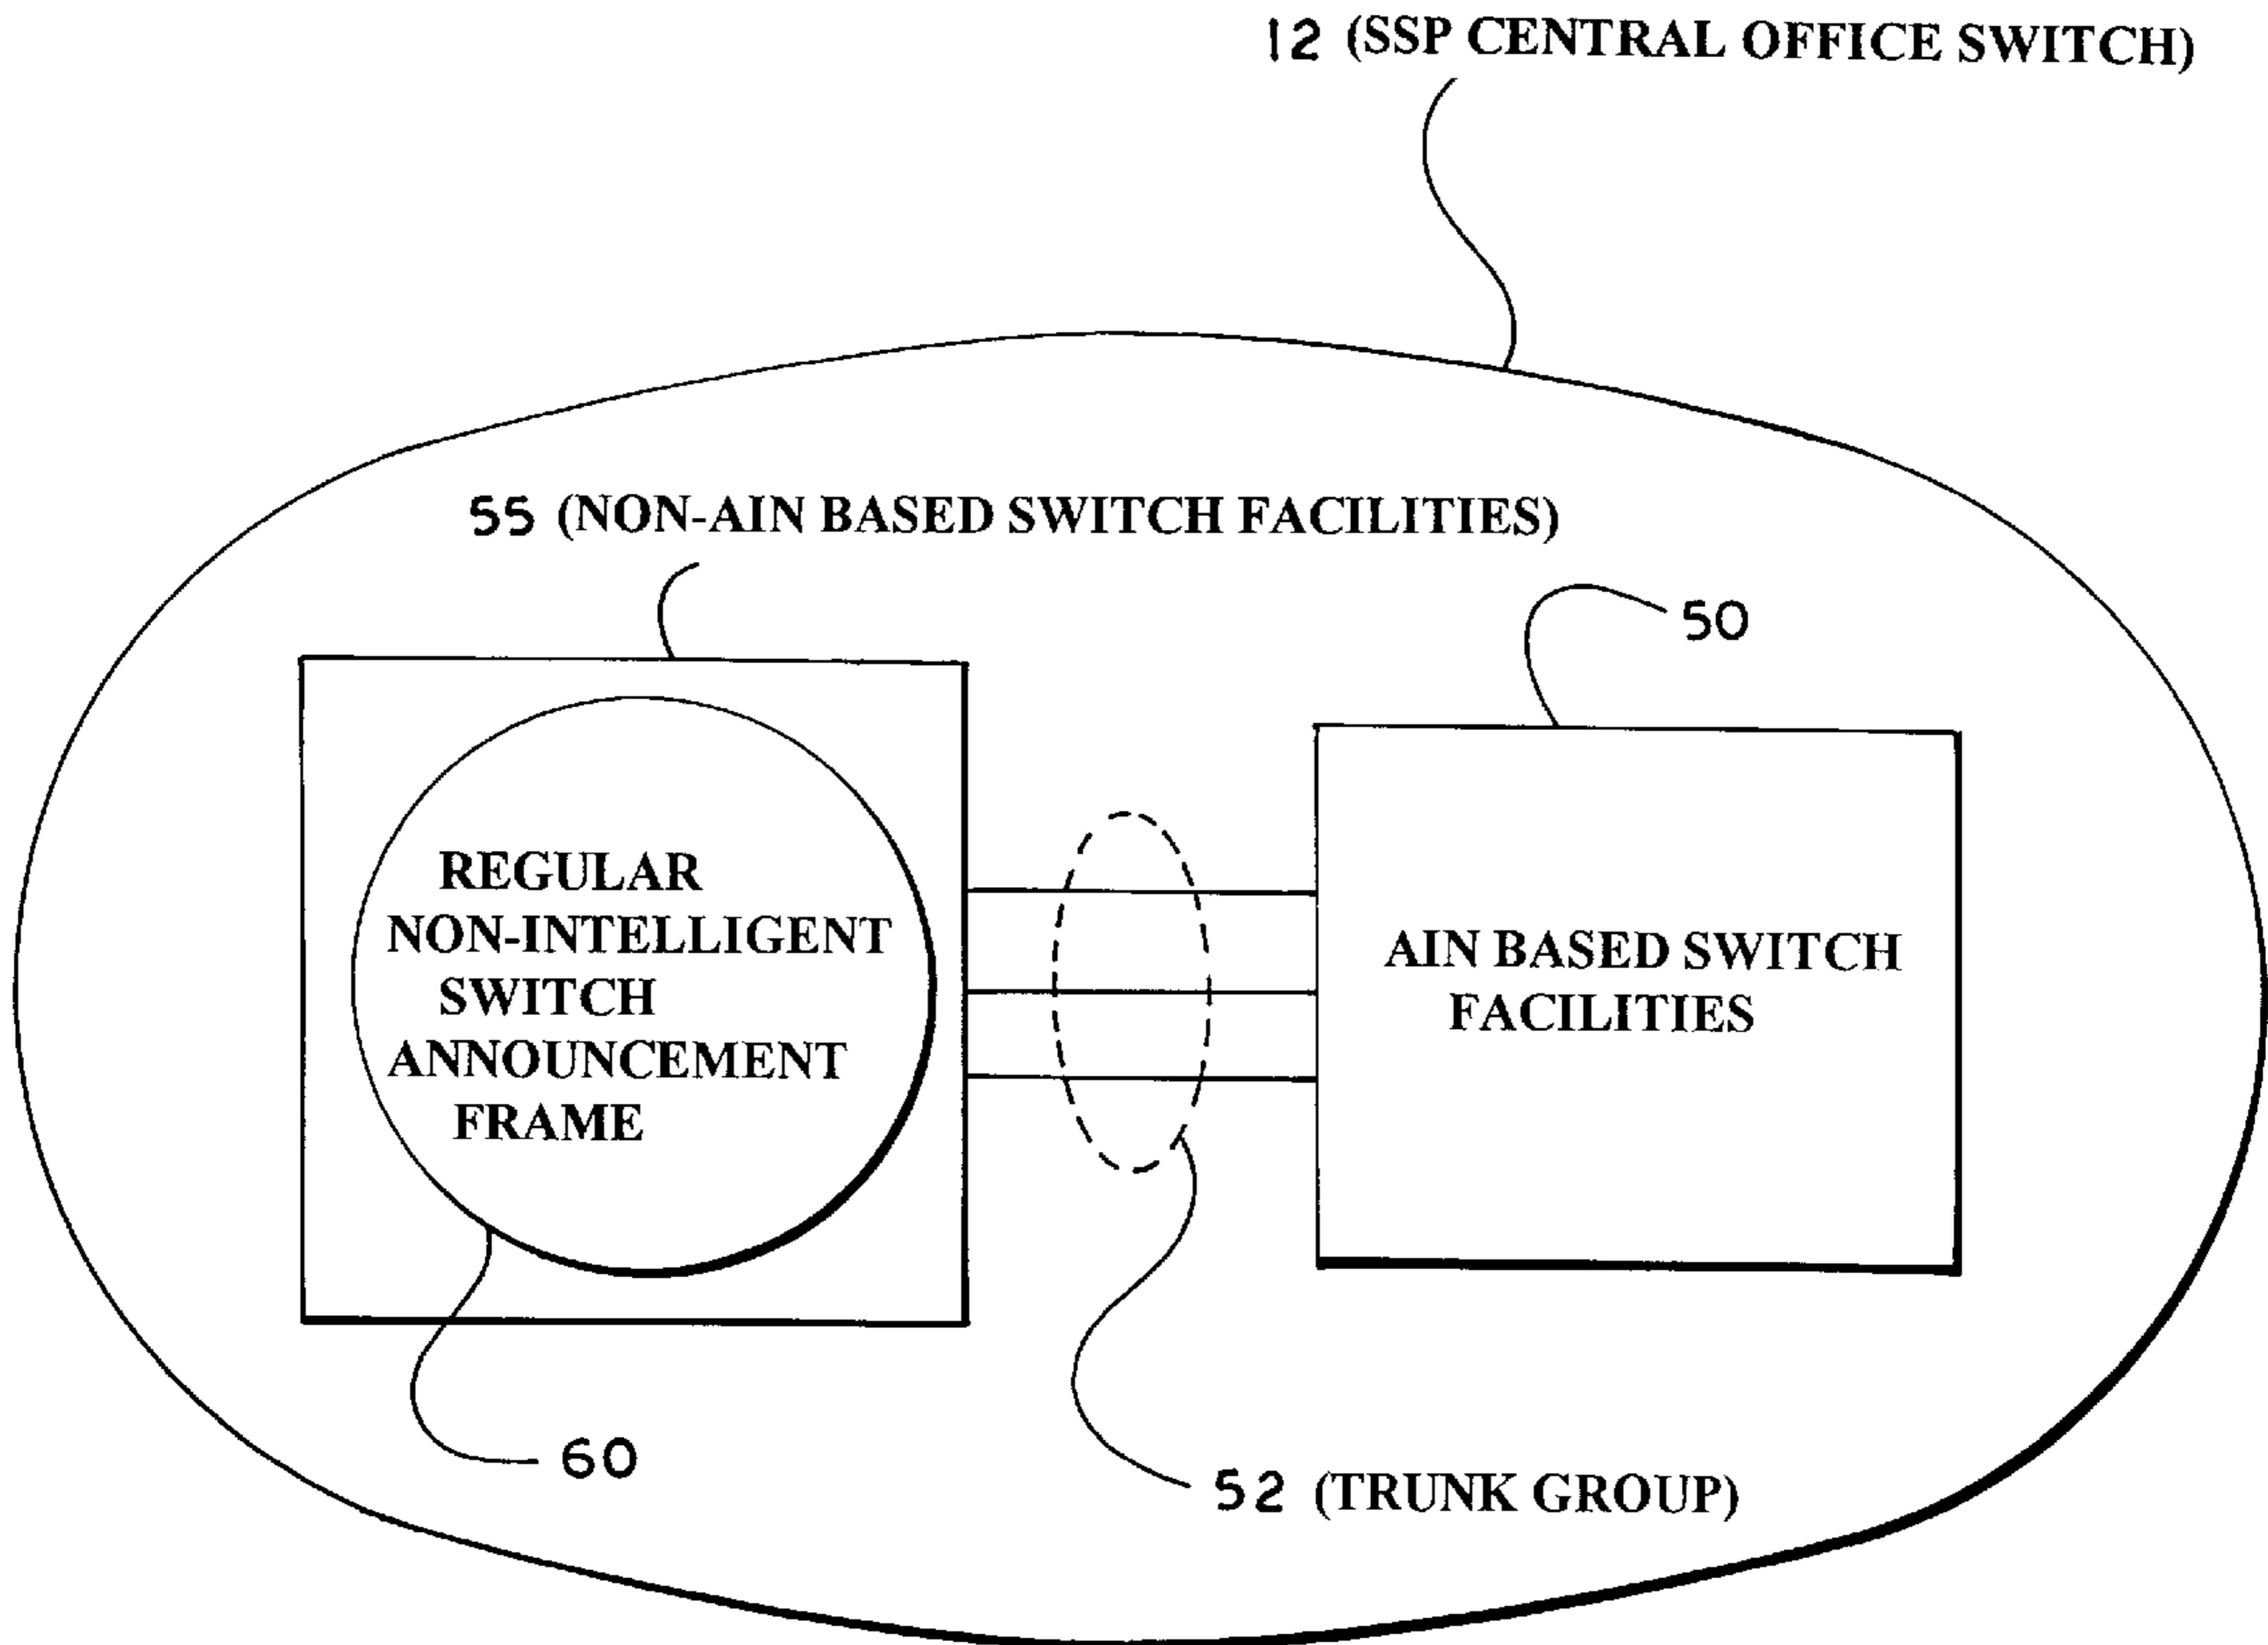 12 (SSP CENTRAL OFFICE SWITCH)
55 (NON-AIN BASED SWITCH FACILITIES)
50
REGULAR
NON-INTELLIGENT
SWITCH
ANNOUNCEMENT
FRAME
AIN BASED SWITCH
FACILITIES
60
52 (TRUNK GROUP)